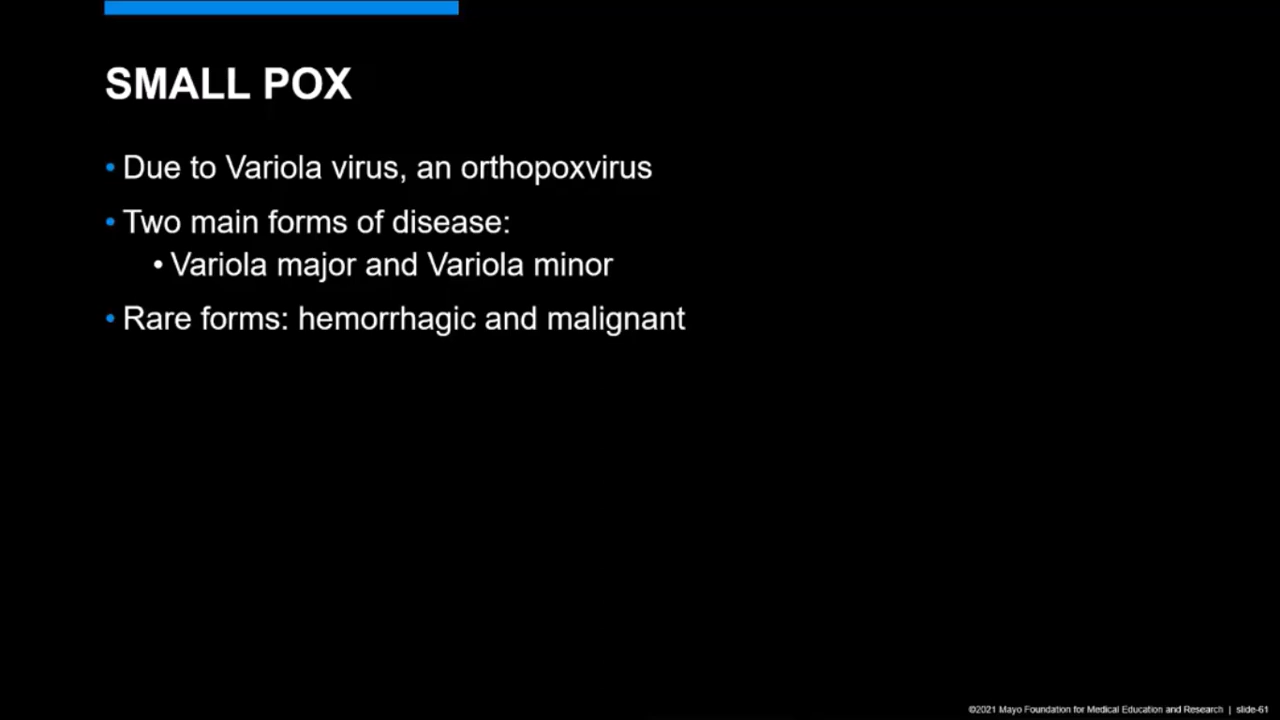 SMALL POX
• Due to Variola virus, an orthopoxvirus
• Two main forms of disease:
• Variola major and Variola minor
• Rare forms: hemorrhagic and malignant
©2021 Mayo Foundation for Medical Education and Research | slide-61